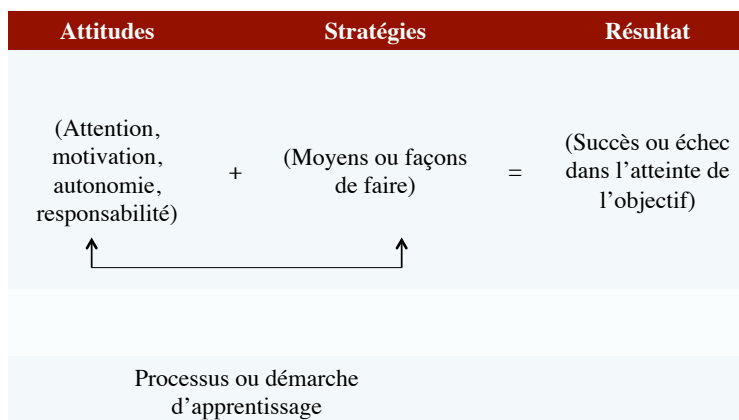 Attitudes Stratégies Résultat
(Attention,
motivation,
autonomie,
responsabilité)
+
(Moyens ou façons
de faire)
=
(Succès ou échec
dans l’atteinte de
l’objectif)
Processus ou démarche
d’apprentissage